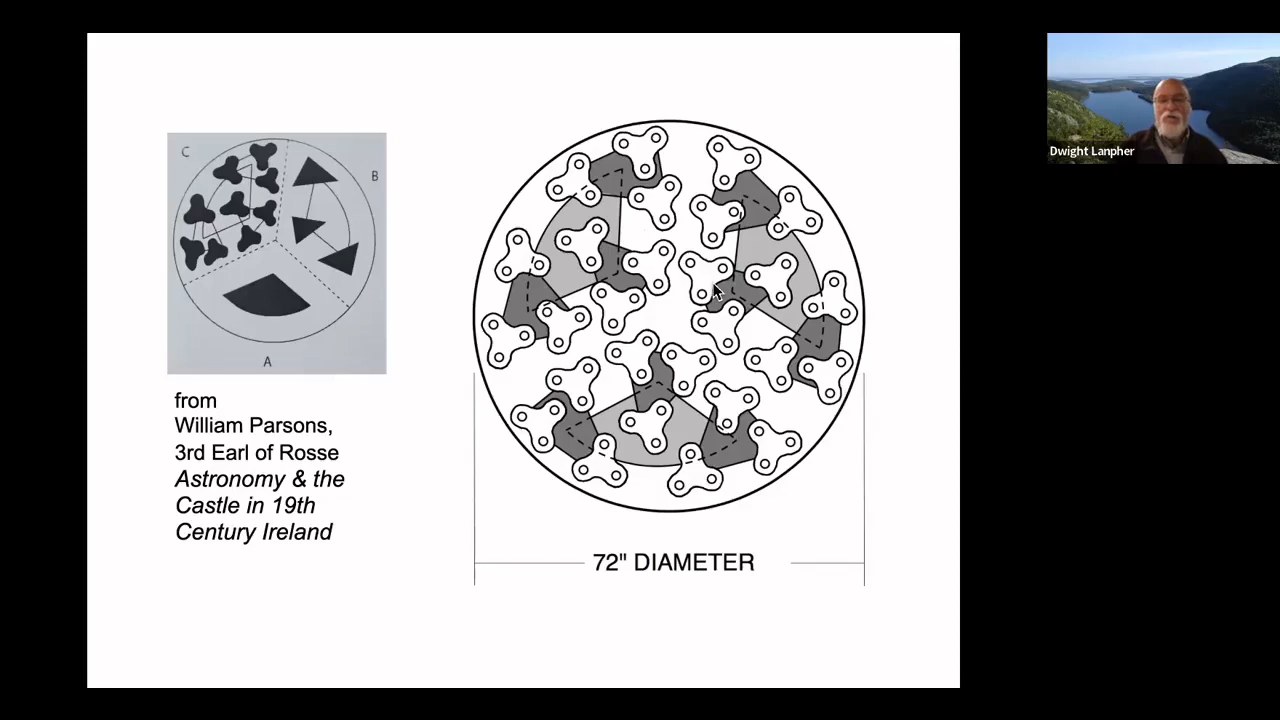 C
B
A
from
William Parsons,
3rd Earl of Rosse
Astronomy & the
Castle in 19th
Century Ireland
72" DIAMETER
Dwight Lanpher